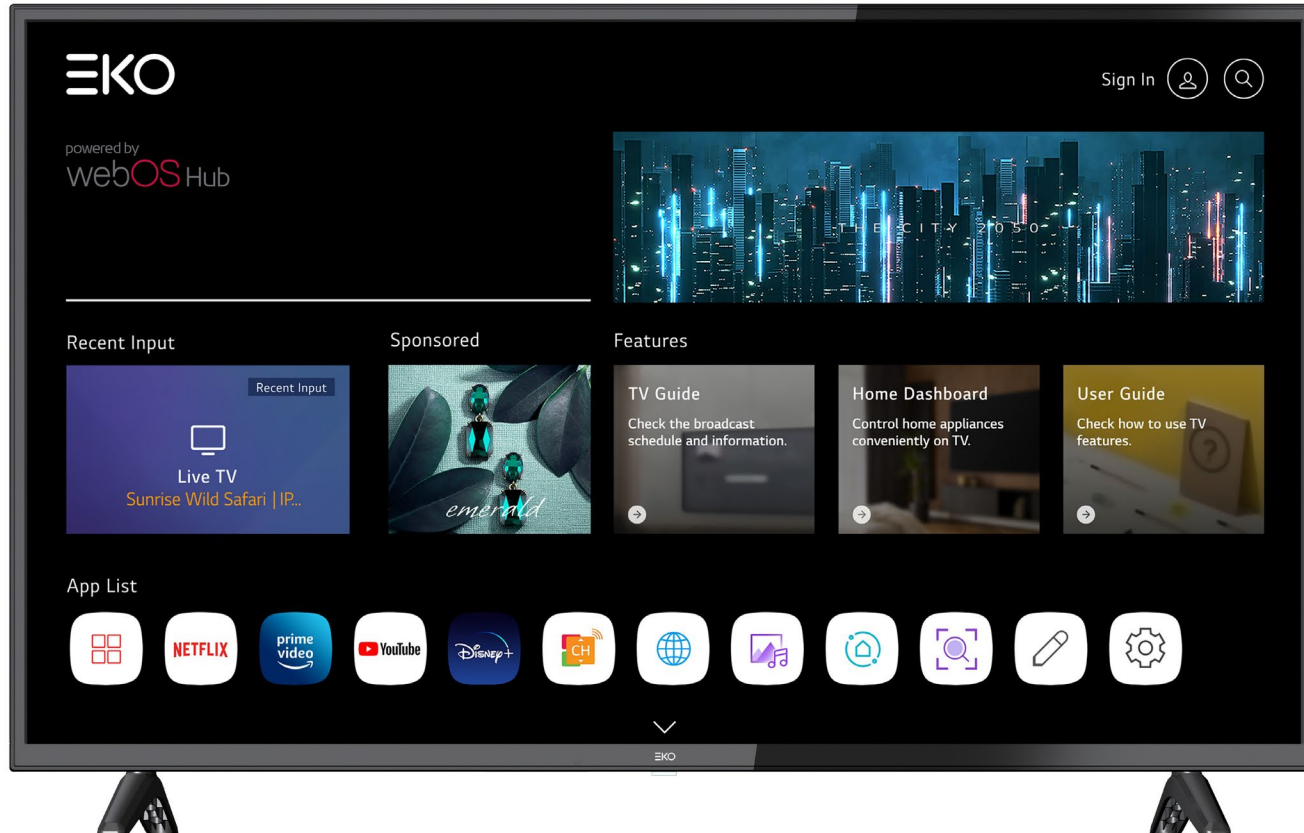 EKO
Sign In
powered by
webOS Hub
THE CITY 2050
Recent Input
Sponsored
Features
Recent Input
Live TV
Sunrise Wild Safari | IP...
emerald
TV Guide
Check the broadcast
schedule and information.
Home Dashboard
Control home appliances
conveniently on TV.
User Guide
Check how to use TV
features.
?
App List
NETFLIX
prime
video
YouTube
Disney+
CH
EKO